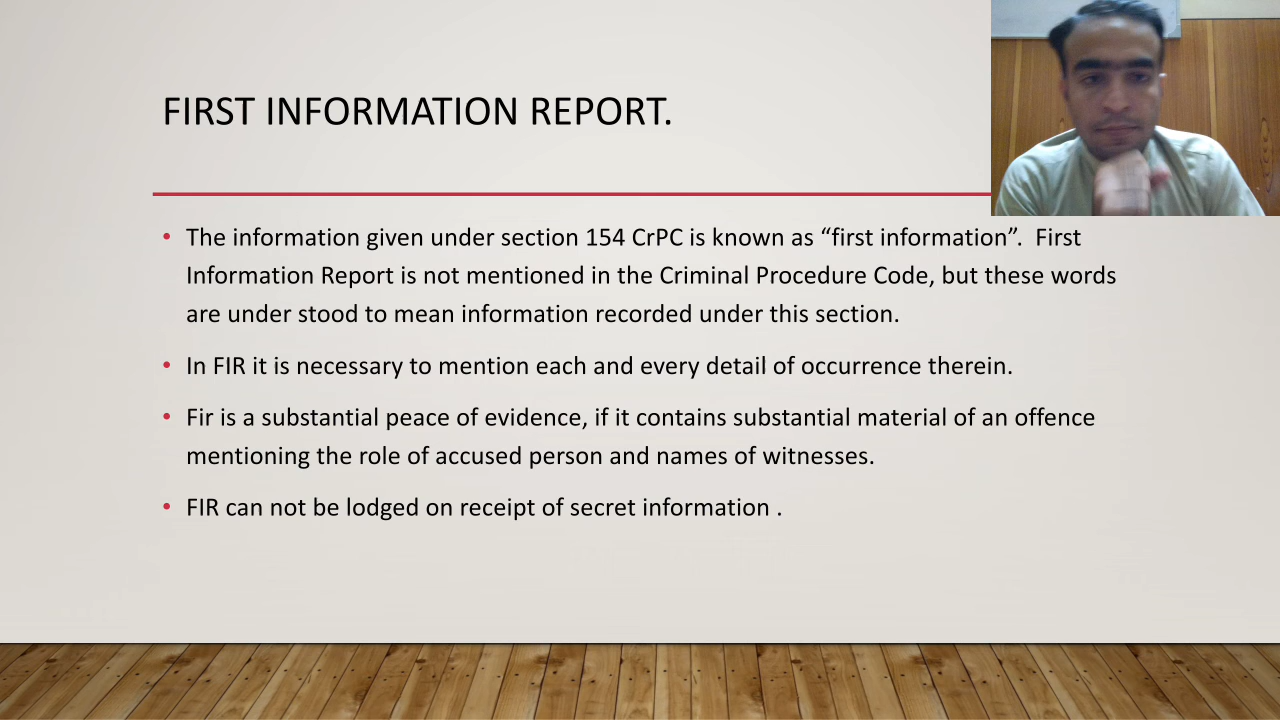 FIRST INFORMATION REPORT.
• The information given under section 154 CrPC is known as “first information”.  First
Information Report is not mentioned in the Criminal Procedure Code, but these words
are under stood to mean information recorded under this section.
• In FIR it is necessary to mention each and every detail of occurrence therein.
• Fir is a substantial peace of evidence, if it contains substantial material of an offence
mentioning the role of accused person and names of witnesses.
• FIR can not be lodged on receipt of secret information .